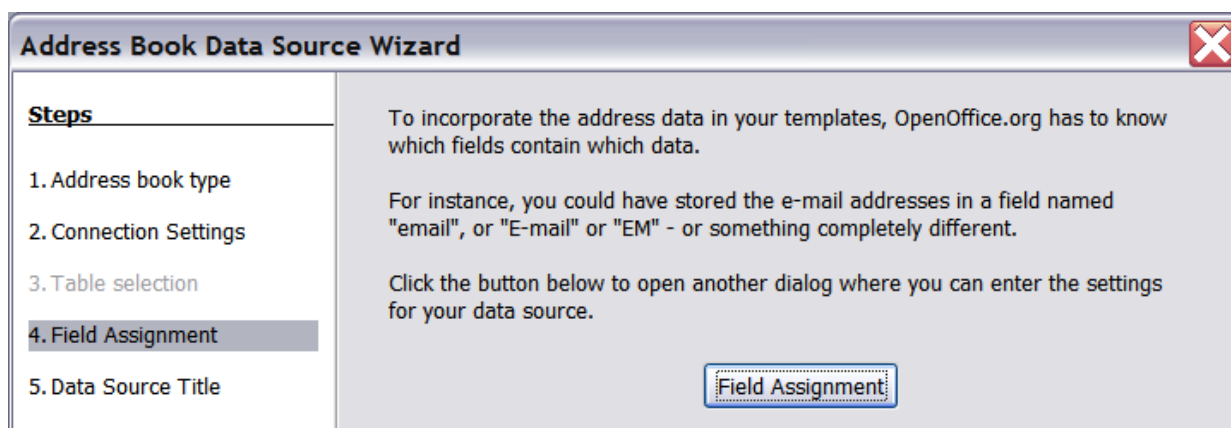 Address Book Data Source Wizard
Steps
1. Address book type
2. Connection Settings
3. Table selection
4. Field Assignment
5. Data Source Title
To incorporate the address data in your templates, OpenOffice.org has to know
which fields contain which data.
For instance, you could have stored the e-mail addresses in a field named
"email", or "E-mail" or "EM" - or something completely different.
Click the button below to open another dialog where you can enter the settings
for your data source.
Field Assignment